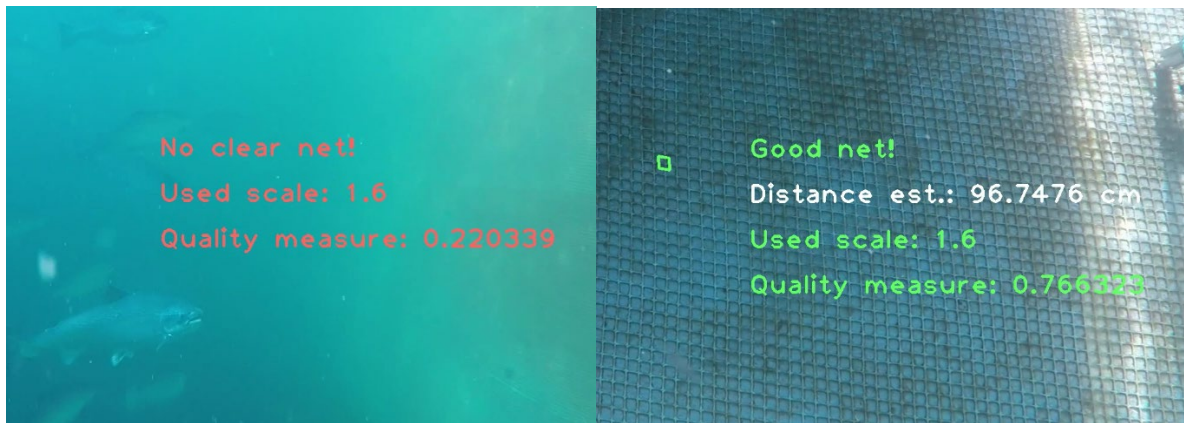 No clear net!
Used scale: 1.6
Quality measure: 0.220339
Good net!
Distance est.: 96.7476 cm
Used scale: 1.6
Quality measure: 0.766323